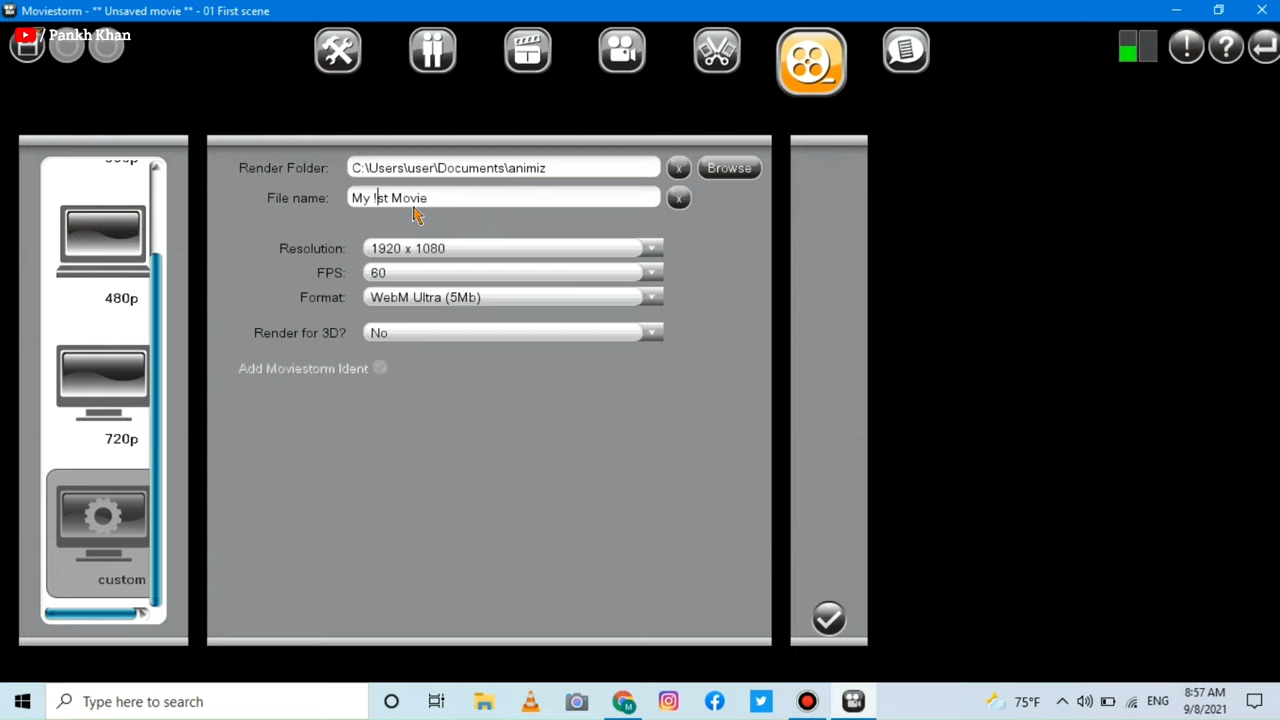 Moviestorm - ** Unsaved movie ** - 01 First scene
/ Pankh Khan
Render Folder: C:\Users\user\Documents\animiz x Browse
File name: My !st Movie x
Resolution: 1920 x 1080
FPS: 60
Format: WebM Ultra (5Mb)
Render for 3D? No
Add Moviestorm Ident
480p
720p
custom
Type here to search
75°F
ENG
8:57 AM
9/8/2021